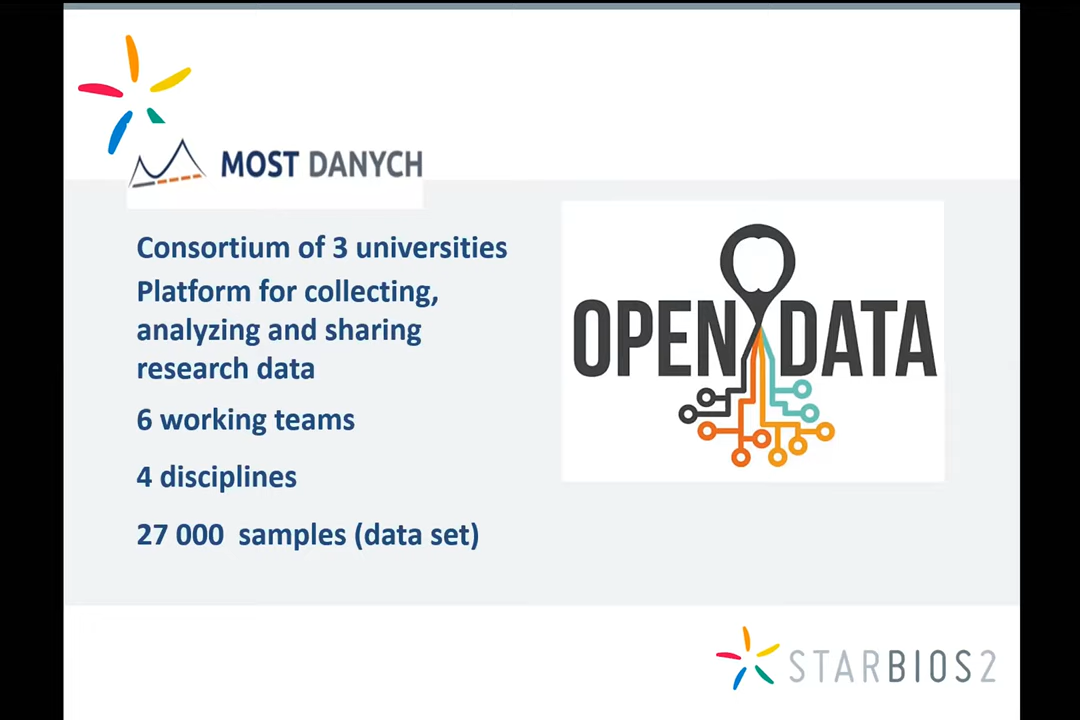 MOST DANYCH
Consortium of 3 universities
Platform for collecting,
analyzing and sharing
research data
6 working teams
4 disciplines
27 000 samples (data set)
OPEN DATA
STARBIOS2